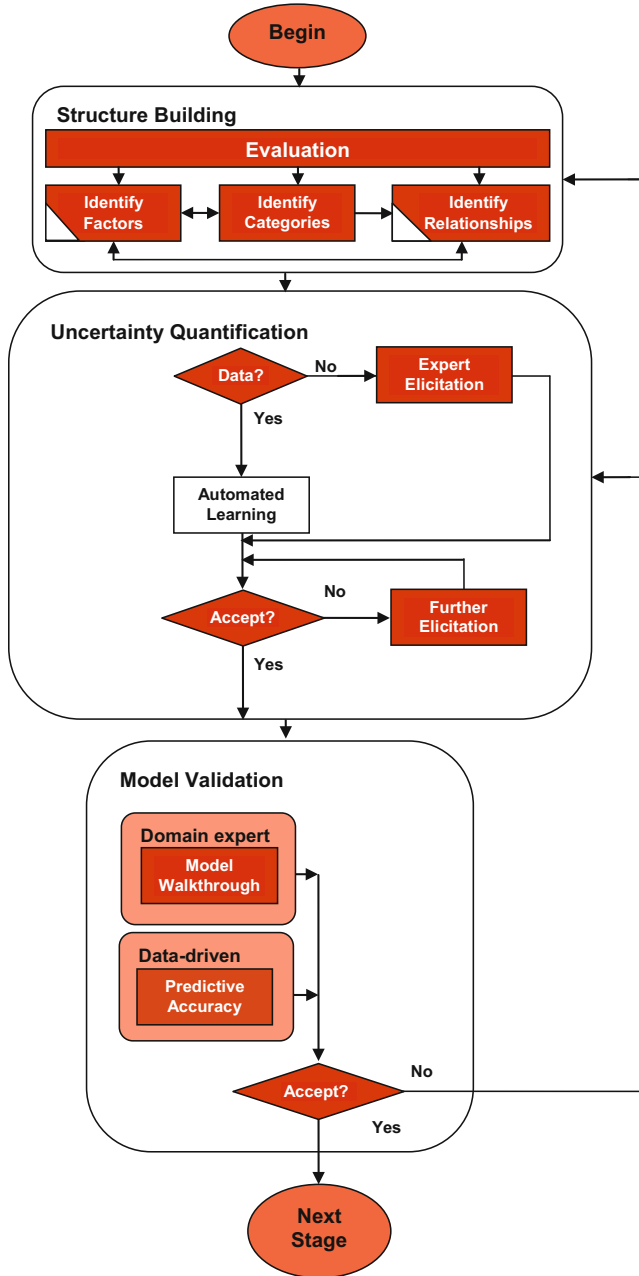 Begin
Structure Building
Evaluation
Identify
Factors
Identify
Categories
Identify
Relationships
Uncertainty Quantification
Data?
No
Expert
Elicitation
Yes
Automated
Learning
Accept?
No
Further
Elicitation
Yes
Model Validation
Domain expert
Model
Walkthrough
Data-driven
Predictive
Accuracy
Accept?
No
Yes
Next
Stage